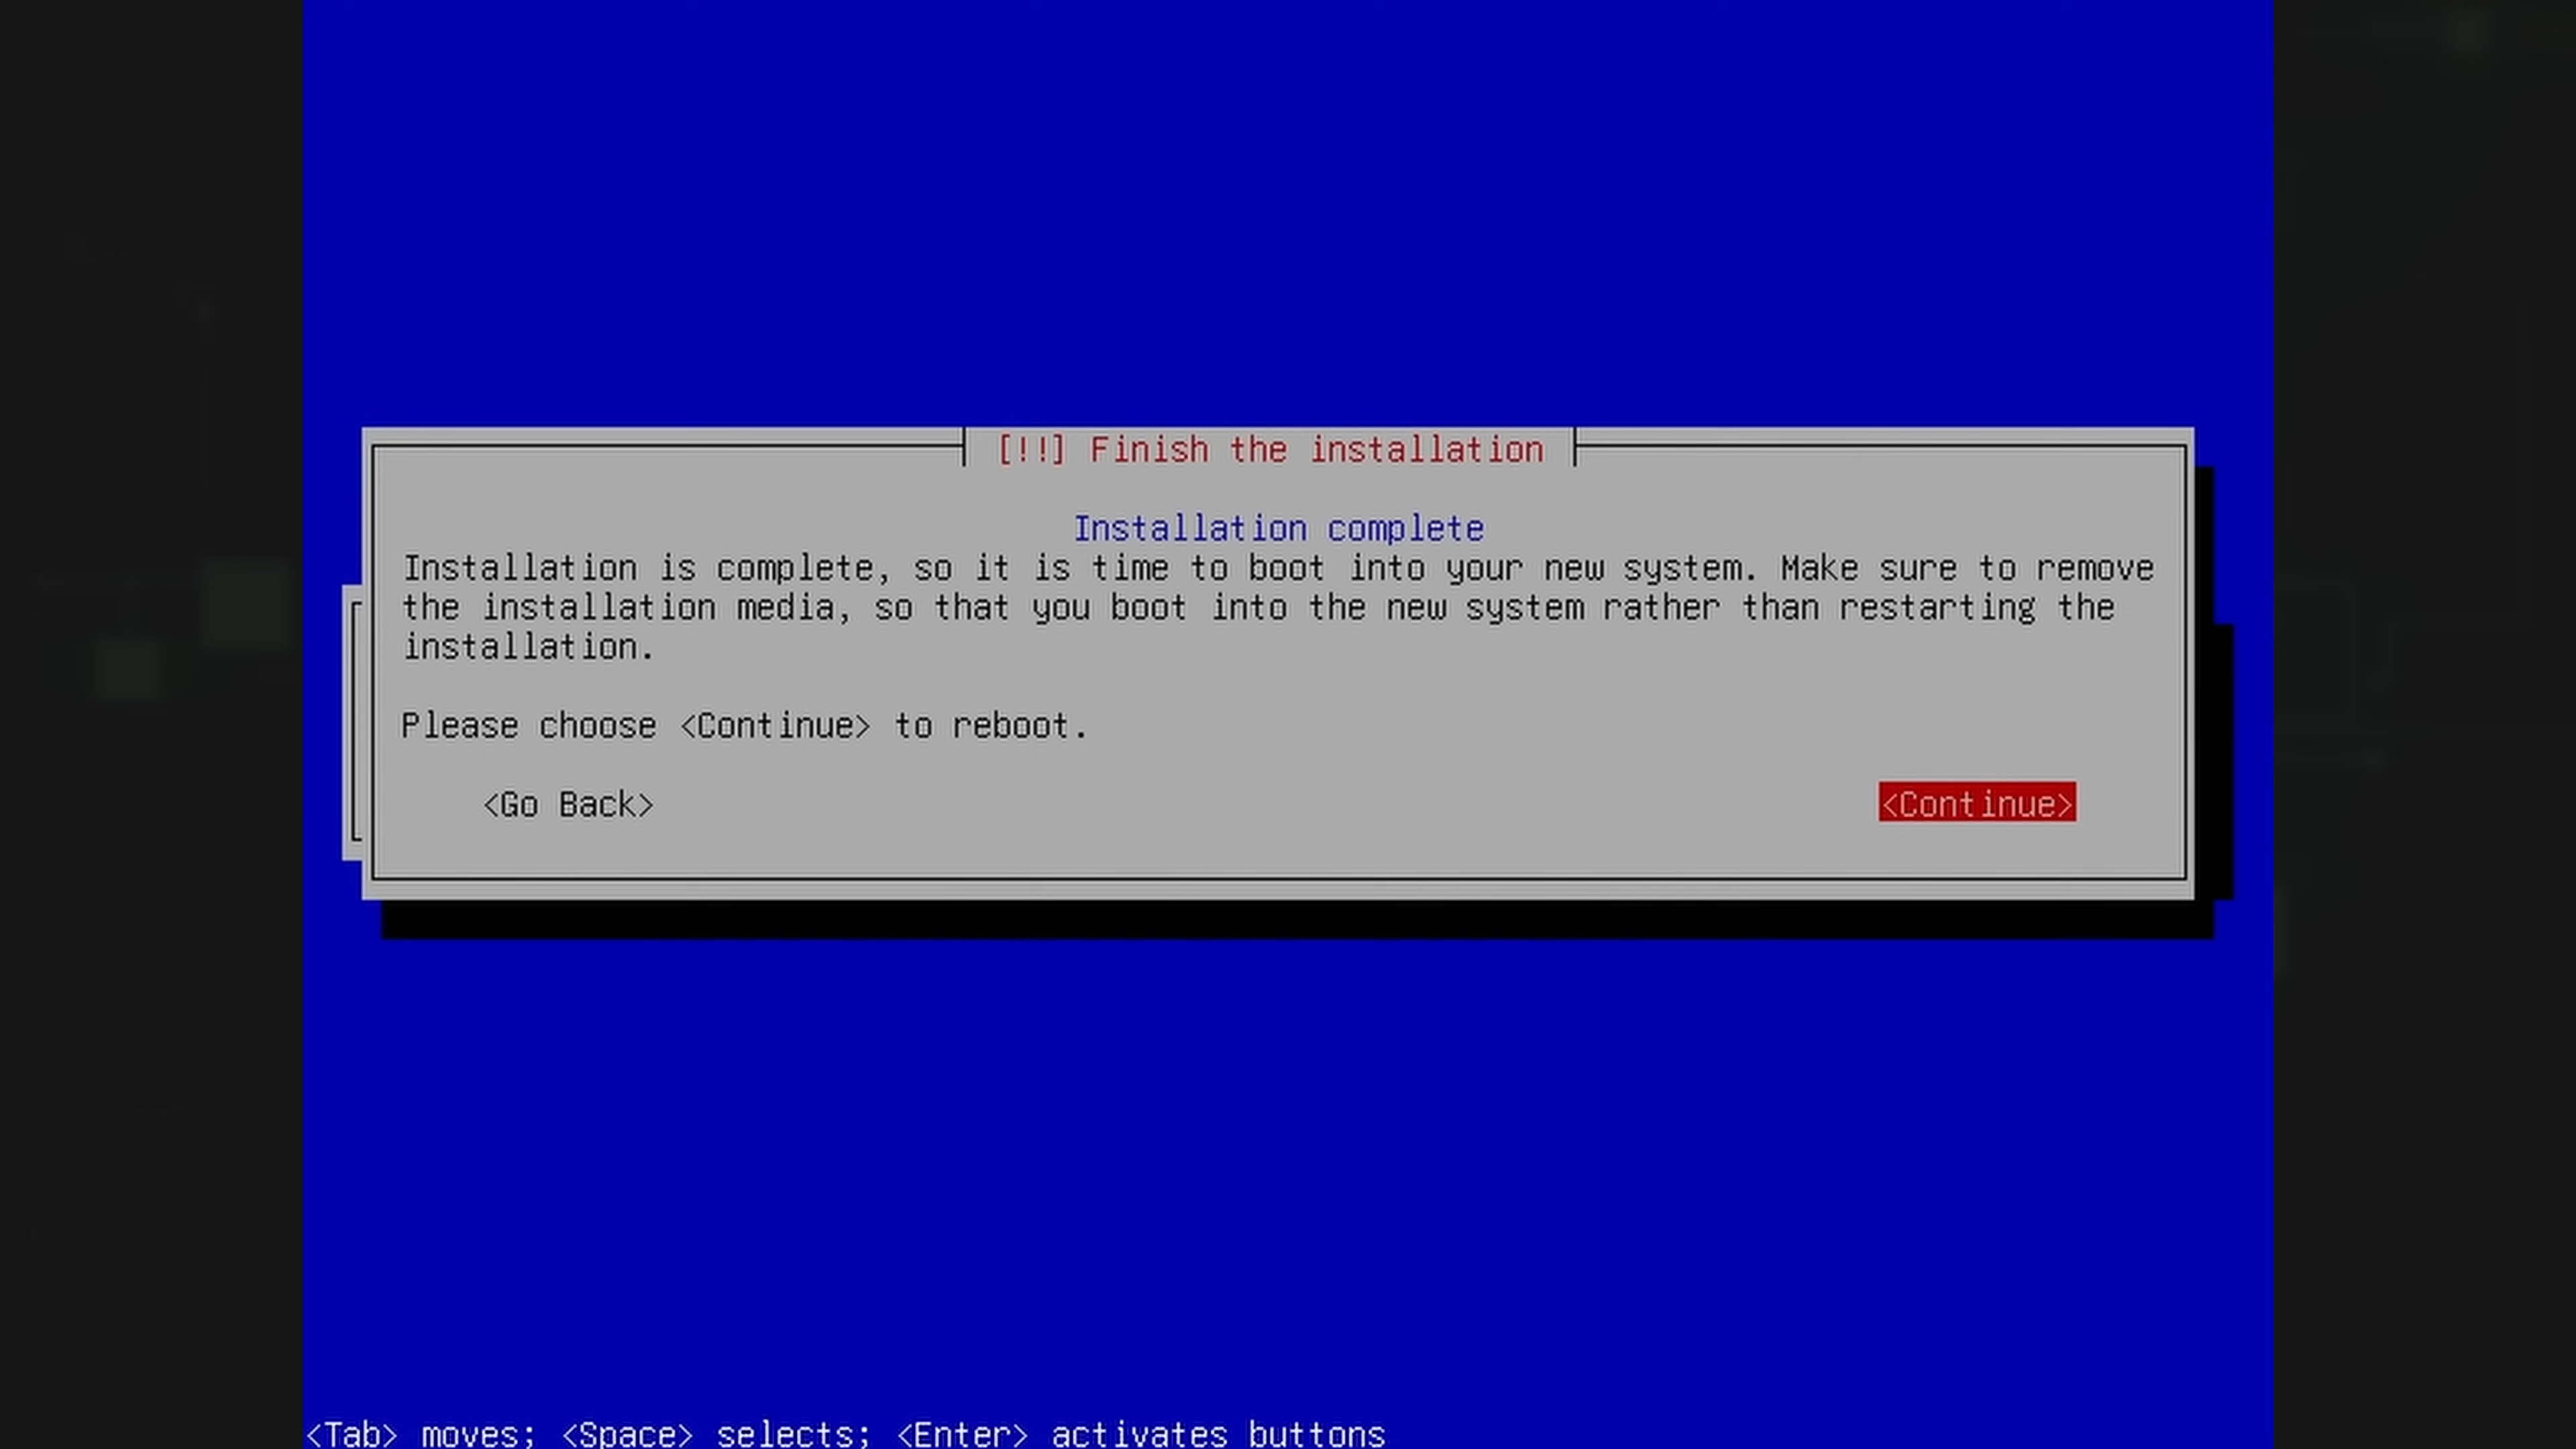 [!!] Finish the installation
Installation complete
Installation is complete, so it is time to boot into your new system. Make sure to remove
the installation media, so that you boot into the new system rather than restarting the
installation.
Please choose <Continue> to reboot.
<Go Back> <Continue>
<Tab> moves; <Space> selects; <Enter> activates buttons